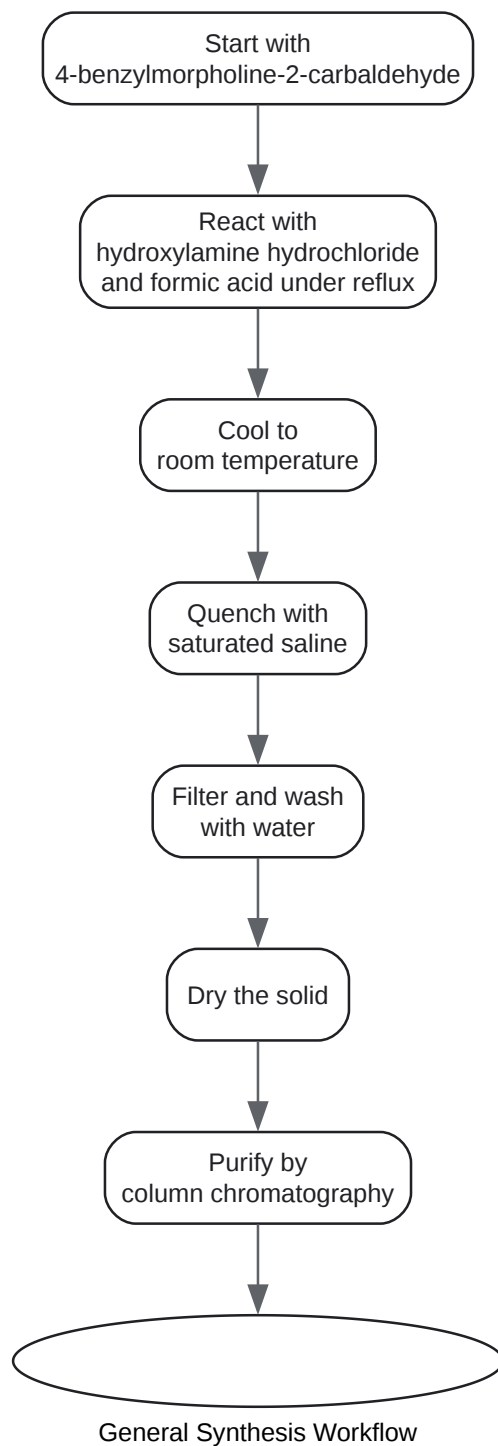 Start with
4-benzylmorpholine-2-carbaldehyde
React with
hydroxylamine hydrochloride
and formic acid under reflux
Cool to
room temperature
Quench with
saturated saline
Filter and wash
with water
Dry the solid
Purify by
column chromatography
General Synthesis Workflow